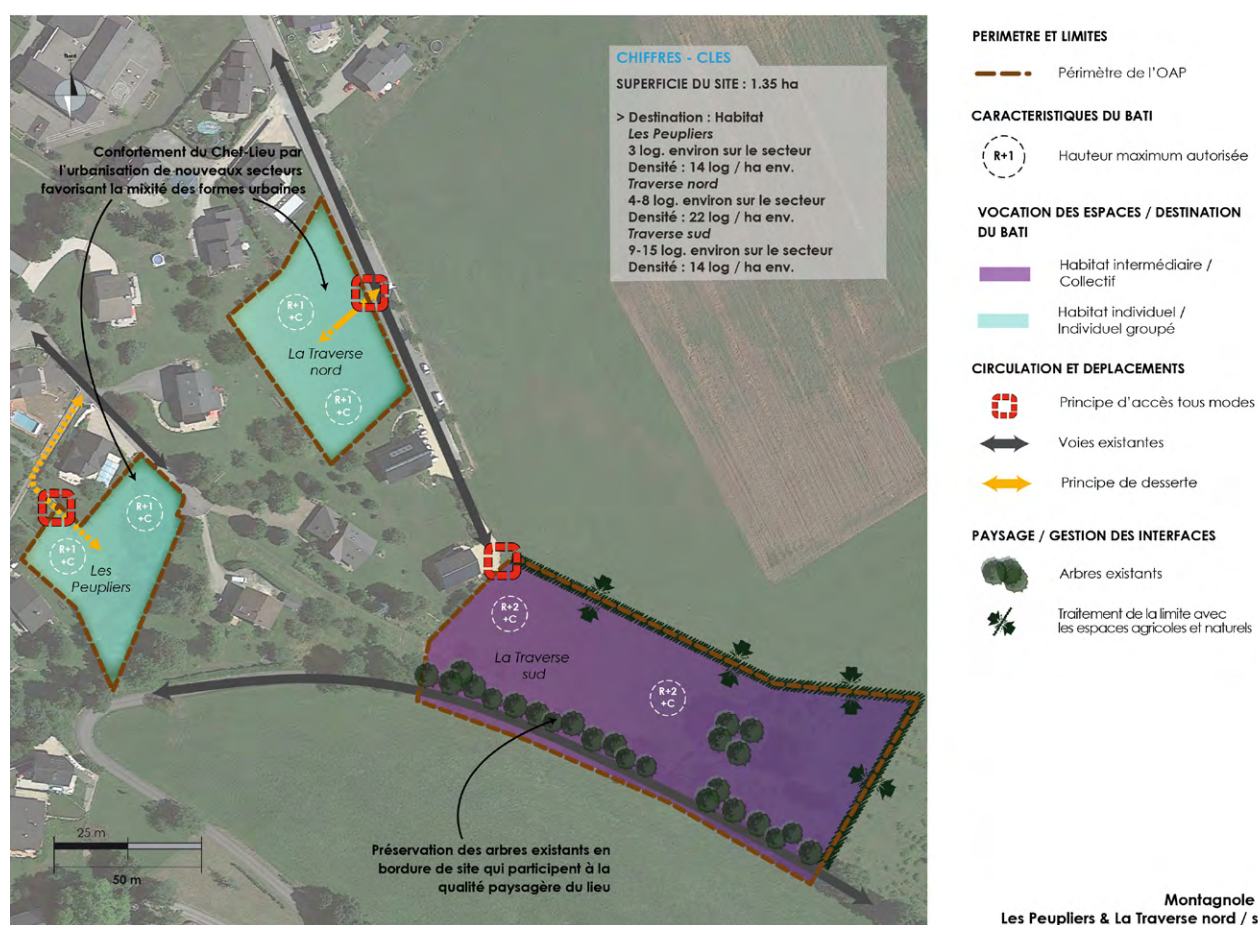 CHIFFRES - CLES
SUPERFICIE DU SITE : 1.35 ha
> Destination : Habitat
Les Peupliers
3 log. environ sur le secteur
Densité : 14 log / ha env.
Traverse nord
4-8 log. environ sur le secteur
Densité : 22 log / ha env.
Traverse sud
9-15 log. environ sur le secteur
Densité : 14 log / ha env.
Confortement du Chef-Lieu par
l'urbanisation de nouveaux secteurs
favorisant la mixité des formes urbaines
R+1
+C
La Traverse
nord
R+1
+C
R+1
+C
R+1
+C
Les
Peupliers
R+2
+C
La Traverse
sud
R+2
+C
25 m
50 m
Préservation des arbres existants en
bordure de site qui participent à la
qualité paysagère du lieu
PERIMETRE ET LIMITES
Périmètre de l'OAP
CARACTERISTIQUES DU BATI
R+1
Hauteur maximum autorisée
VOCATION DES ESPACES / DESTINATION
DU BATI
Habitat intermédiaire /
Collectif
Habitat individuel /
Individuel groupé
CIRCULATION ET DEPLACEMENTS
Principe d'accès tous modes
Voies existantes
Principe de desserte
PAYSAGE / GESTION DES INTERFACES
Arbres existants
Traitement de la limite avec
les espaces agricoles et naturels
Montagnole
Les Peupliers & La Traverse nord / s